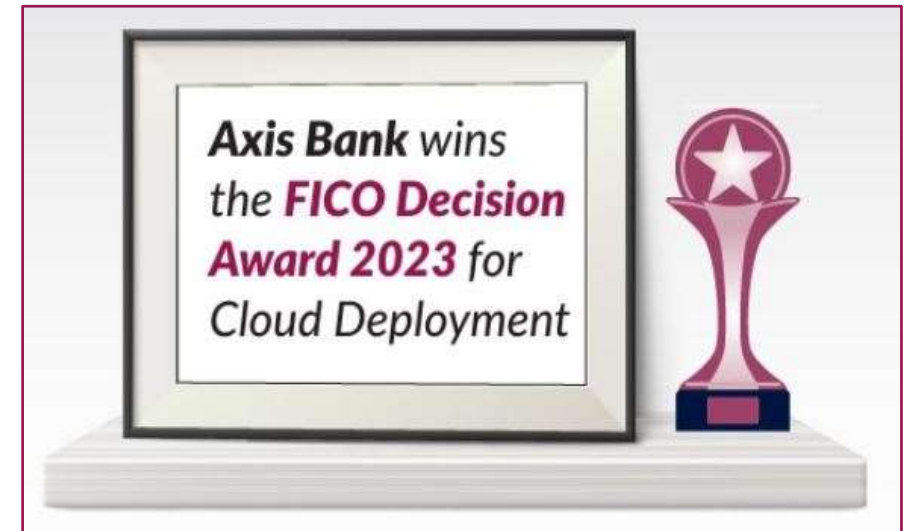 Axis Bank wins
the FICO Decision
Award 2023 for
Cloud Deployment